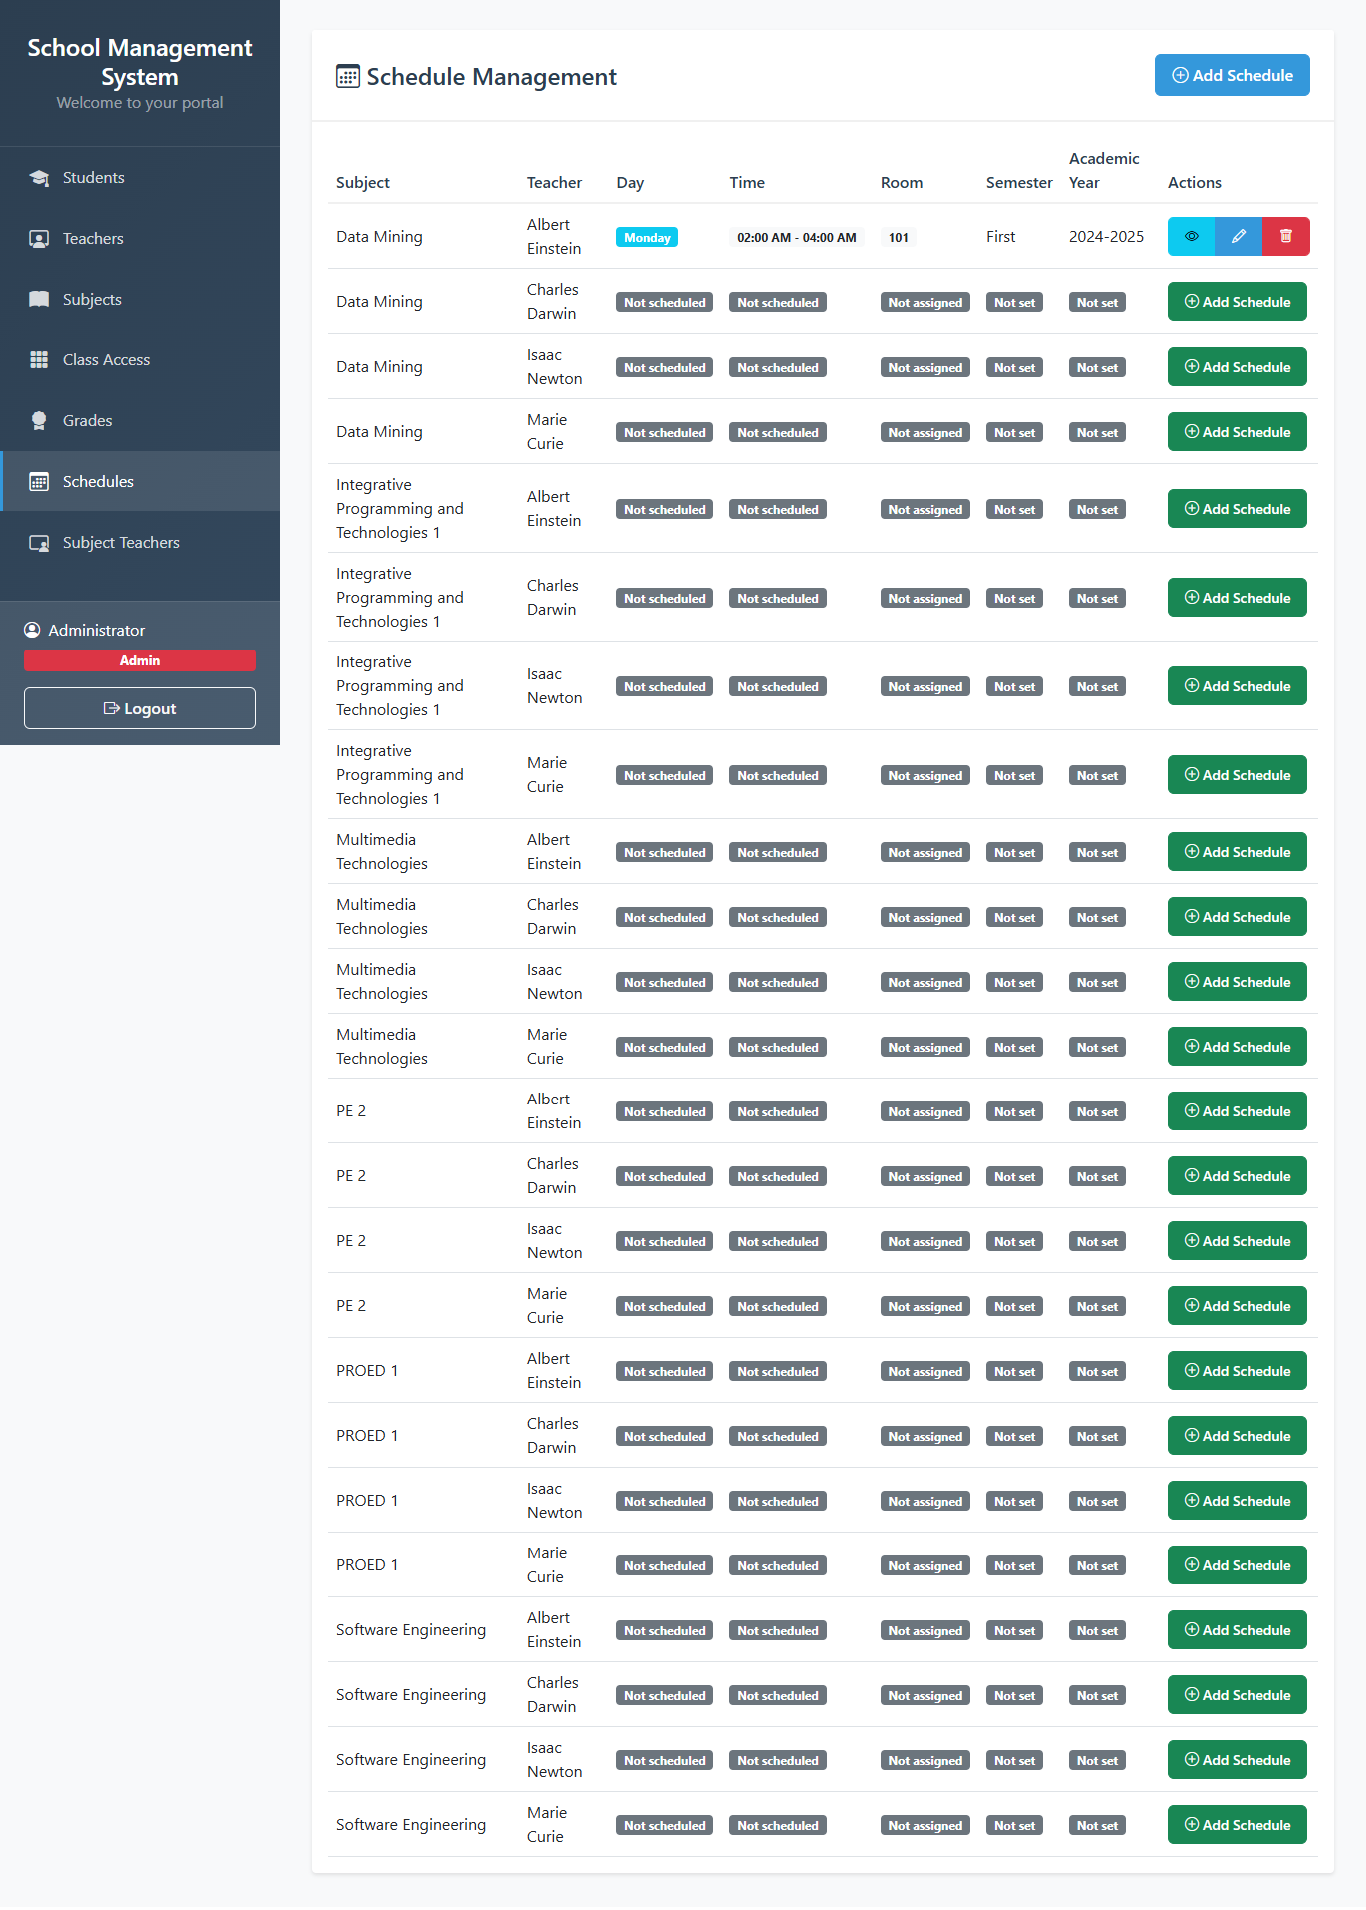 School Management
System
Welcome to your portal
Students
Teachers
Subjects
Class Access
Grades
Schedules
Subject Teachers
Administrator
Admin
Logout
Schedule Management
Add Schedule
Subject Teacher Day Time Room Semester Academic Year Actions
Data Mining Albert Einstein Monday 02:00 AM - 04:00 AM 101 First 2024-2025
Data Mining Charles Darwin Not scheduled Not scheduled Not assigned Not set Not set Add Schedule
Data Mining Isaac Newton Not scheduled Not scheduled Not assigned Not set Not set Add Schedule
Data Mining Marie Curie Not scheduled Not scheduled Not assigned Not set Not set Add Schedule
Integrative Programming and Technologies 1 Albert Einstein Not scheduled Not scheduled Not assigned Not set Not set Add Schedule
Integrative Programming and Technologies 1 Charles Darwin Not scheduled Not scheduled Not assigned Not set Not set Add Schedule
Integrative Programming and Technologies 1 Isaac Newton Not scheduled Not scheduled Not assigned Not set Not set Add Schedule
Integrative Programming and Technologies 1 Marie Curie Not scheduled Not scheduled Not assigned Not set Not set Add Schedule
Multimedia Technologies Albert Einstein Not scheduled Not scheduled Not assigned Not set Not set Add Schedule
Multimedia Technologies Charles Darwin Not scheduled Not scheduled Not assigned Not set Not set Add Schedule
Multimedia Technologies Isaac Newton Not scheduled Not scheduled Not assigned Not set Not set Add Schedule
Multimedia Technologies Marie Curie Not scheduled Not scheduled Not assigned Not set Not set Add Schedule
PE 2 Albert Einstein Not scheduled Not scheduled Not assigned Not set Not set Add Schedule
PE 2 Charles Darwin Not scheduled Not scheduled Not assigned Not set Not set Add Schedule
PE 2 Isaac Newton Not scheduled Not scheduled Not assigned Not set Not set Add Schedule
PE 2 Marie Curie Not scheduled Not scheduled Not assigned Not set Not set Add Schedule
PROED 1 Albert Einstein Not scheduled Not scheduled Not assigned Not set Not set Add Schedule
PROED 1 Charles Darwin Not scheduled Not scheduled Not assigned Not set Not set Add Schedule
PROED 1 Isaac Newton Not scheduled Not scheduled Not assigned Not set Not set Add Schedule
PROED 1 Marie Curie Not scheduled Not scheduled Not assigned Not set Not set Add Schedule
Software Engineering Albert Einstein Not scheduled Not scheduled Not assigned Not set Not set Add Schedule
Software Engineering Charles Darwin Not scheduled Not scheduled Not assigned Not set Not set Add Schedule
Software Engineering Isaac Newton Not scheduled Not scheduled Not assigned Not set Not set Add Schedule
Software Engineering Marie Curie Not scheduled Not scheduled Not assigned Not set Not set Add Schedule